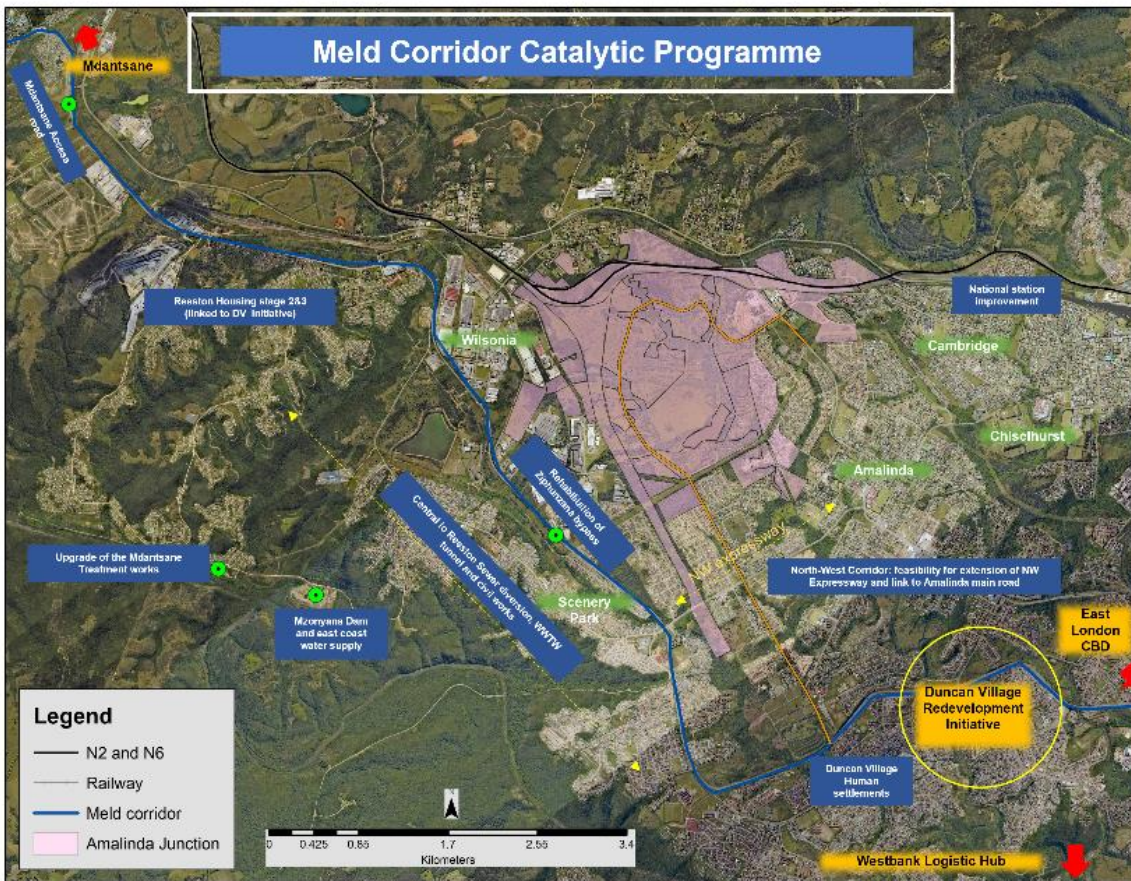 Meld Corridor Catalytic Programme
Mdantsane
Mdantsane Access
road
Reeston Housing stage 2&3
(linked to DV initiative)
Wilsonia
National station
improvement
Cambridge
Chiselhurst
Amalinda
Rehabilitation of
Ziphunzana bypass
Central to Reeston Sewer diversion, WWTW
tunnel and civil works
NW expressway
Upgrade of the Mdantsane
Treatment works
Mzonyana Dam
and east coast
water supply
Scenery
Park
North-West Corridor: feasibility for extension of NW
Expressway and link to Amalinda main road
East
London
CBD
Duncan Village
Redevelopment
Initiative
Duncan Village
Human
settlements
Westbank Logistic Hub
Legend
N2 and N6
Railway
Meld corridor
Amalinda Junction
N
0 0.425 0.85 1.7 2.55 3.4
Kilometers